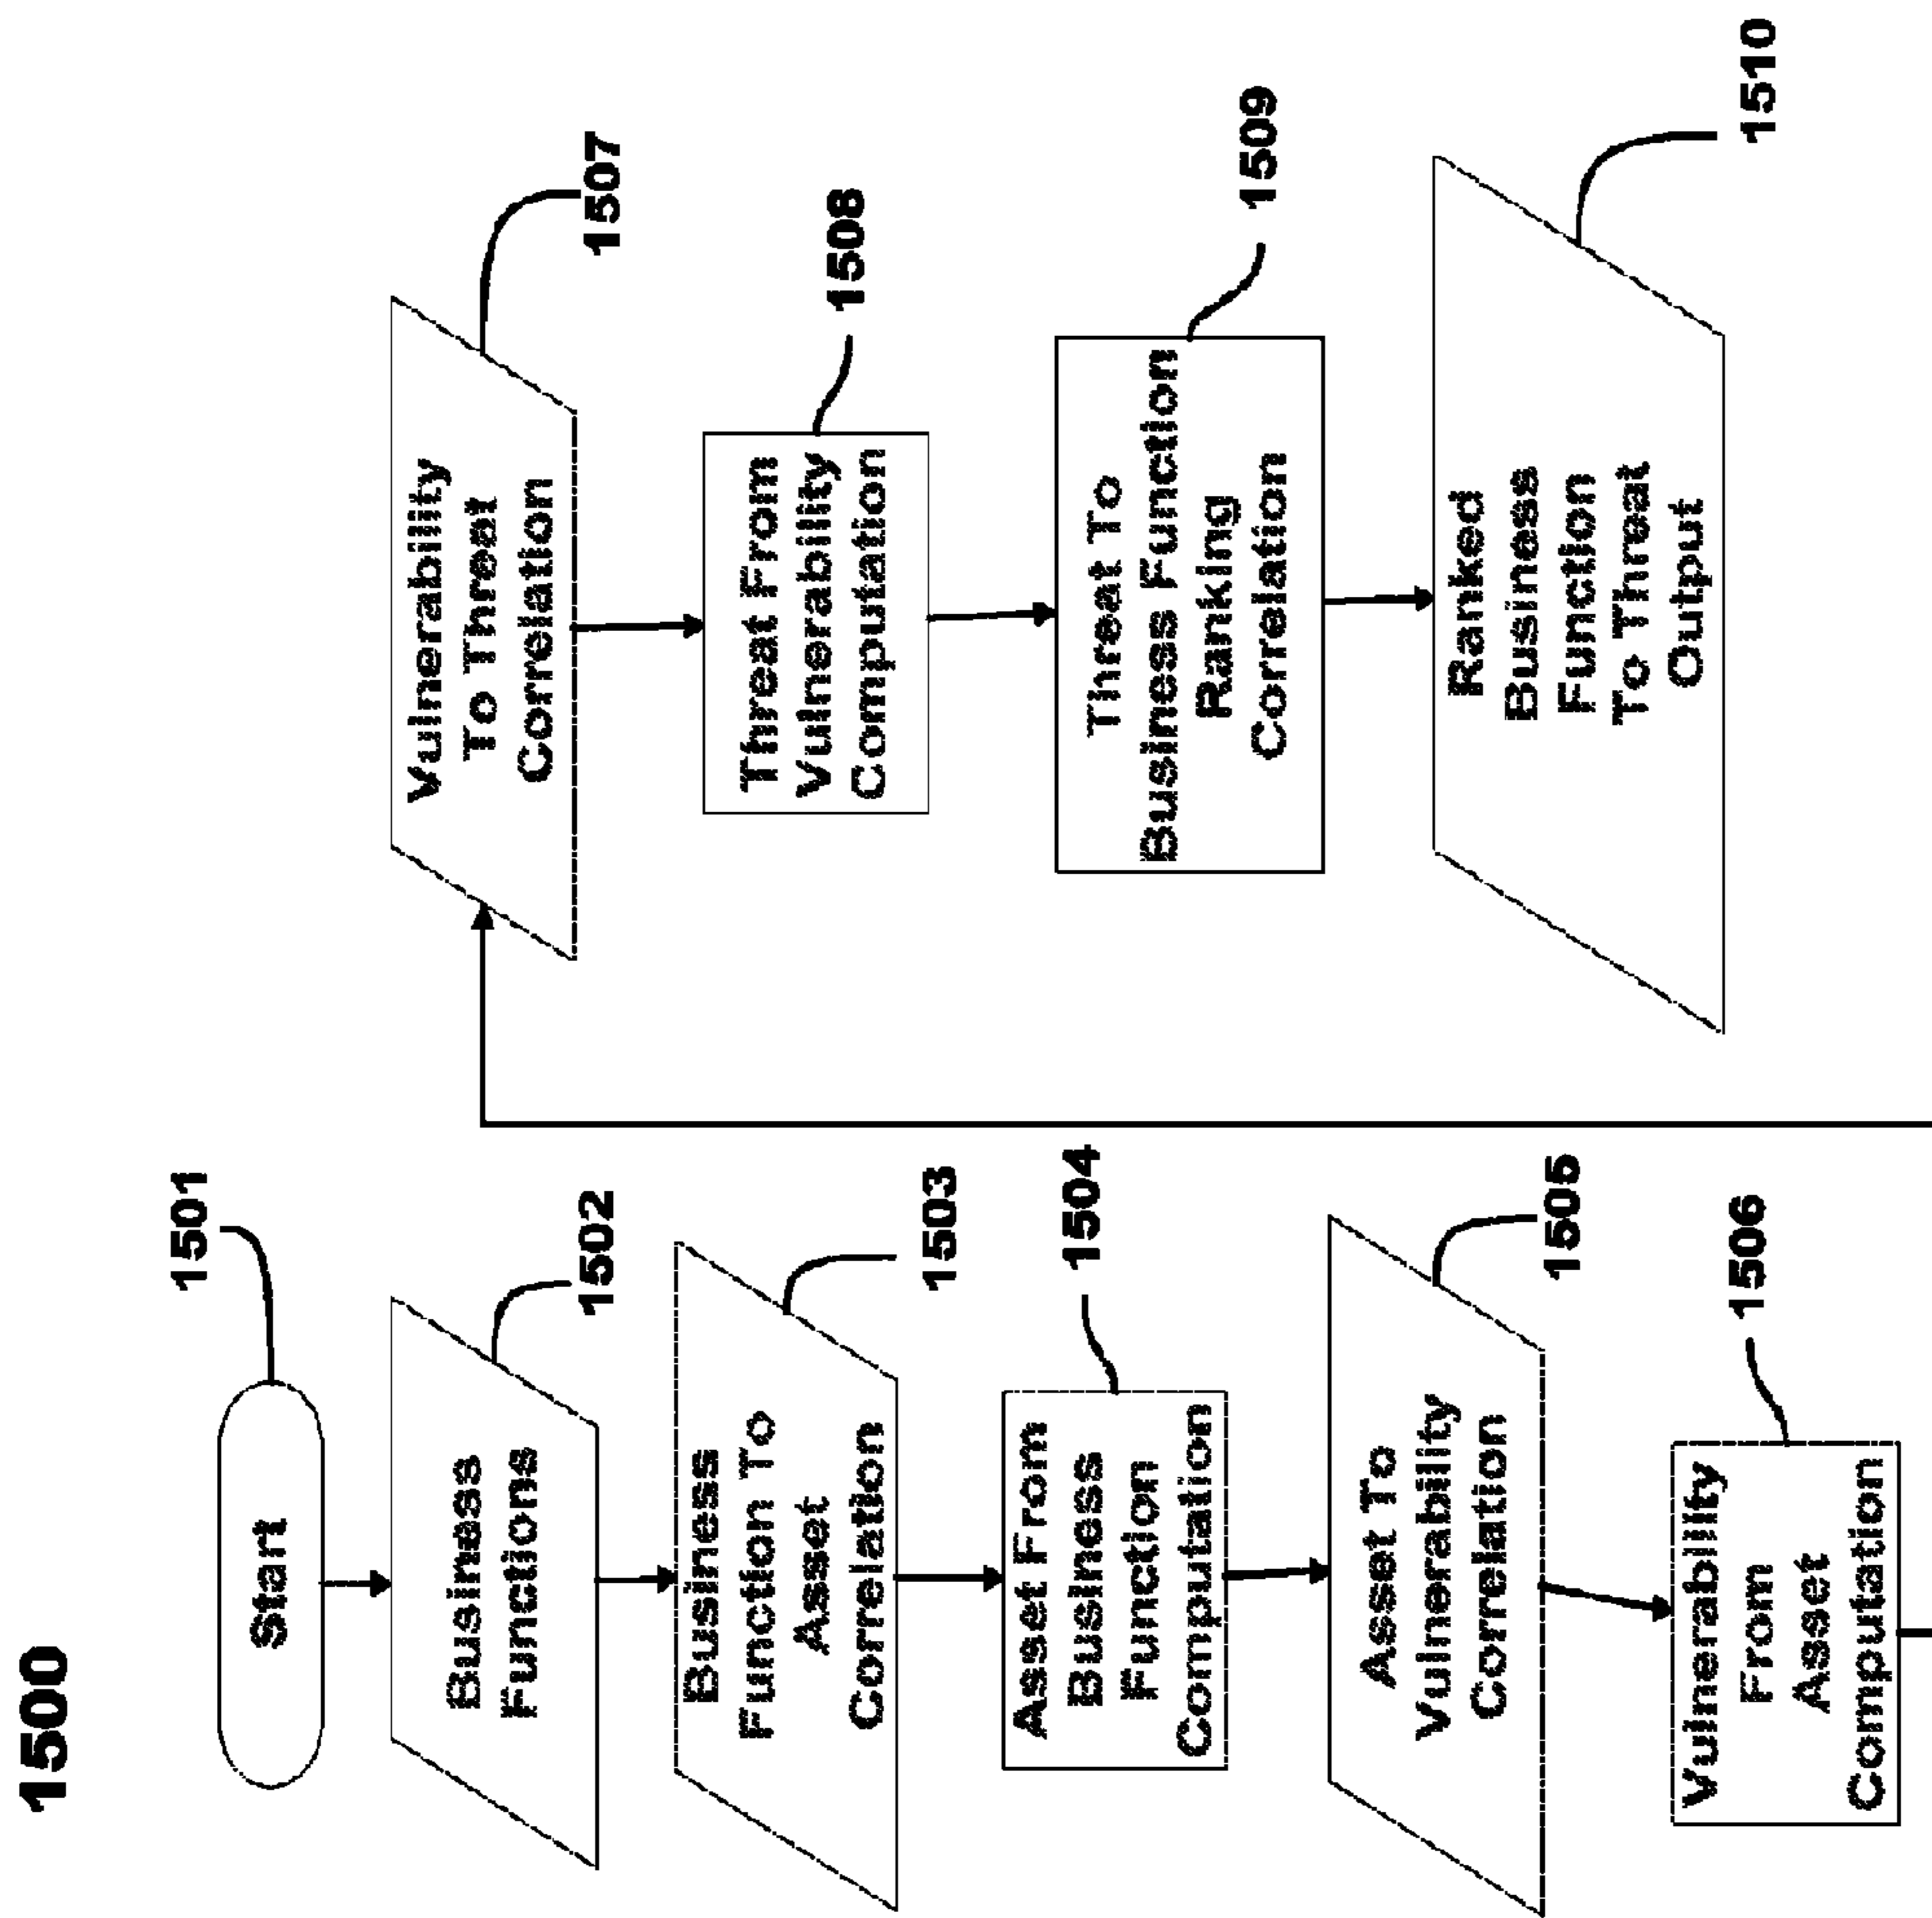 1500
Start
1501
Business
Functions
1502
Business
Function To
Asset
Correlation
1503
Asset From
Business
Function
Computation
1504
Asset To
Vulnerability
Correlation
1505
Vulnerability
From
Asset
Computation
1506
Vulnerability
To Threat
Correlation
1507
Threat From
Vulnerability
Computation
1508
Threat To
Business Function
Ranking
Correlation
1509
Ranked
Business
Function
To Threat
Output
1510